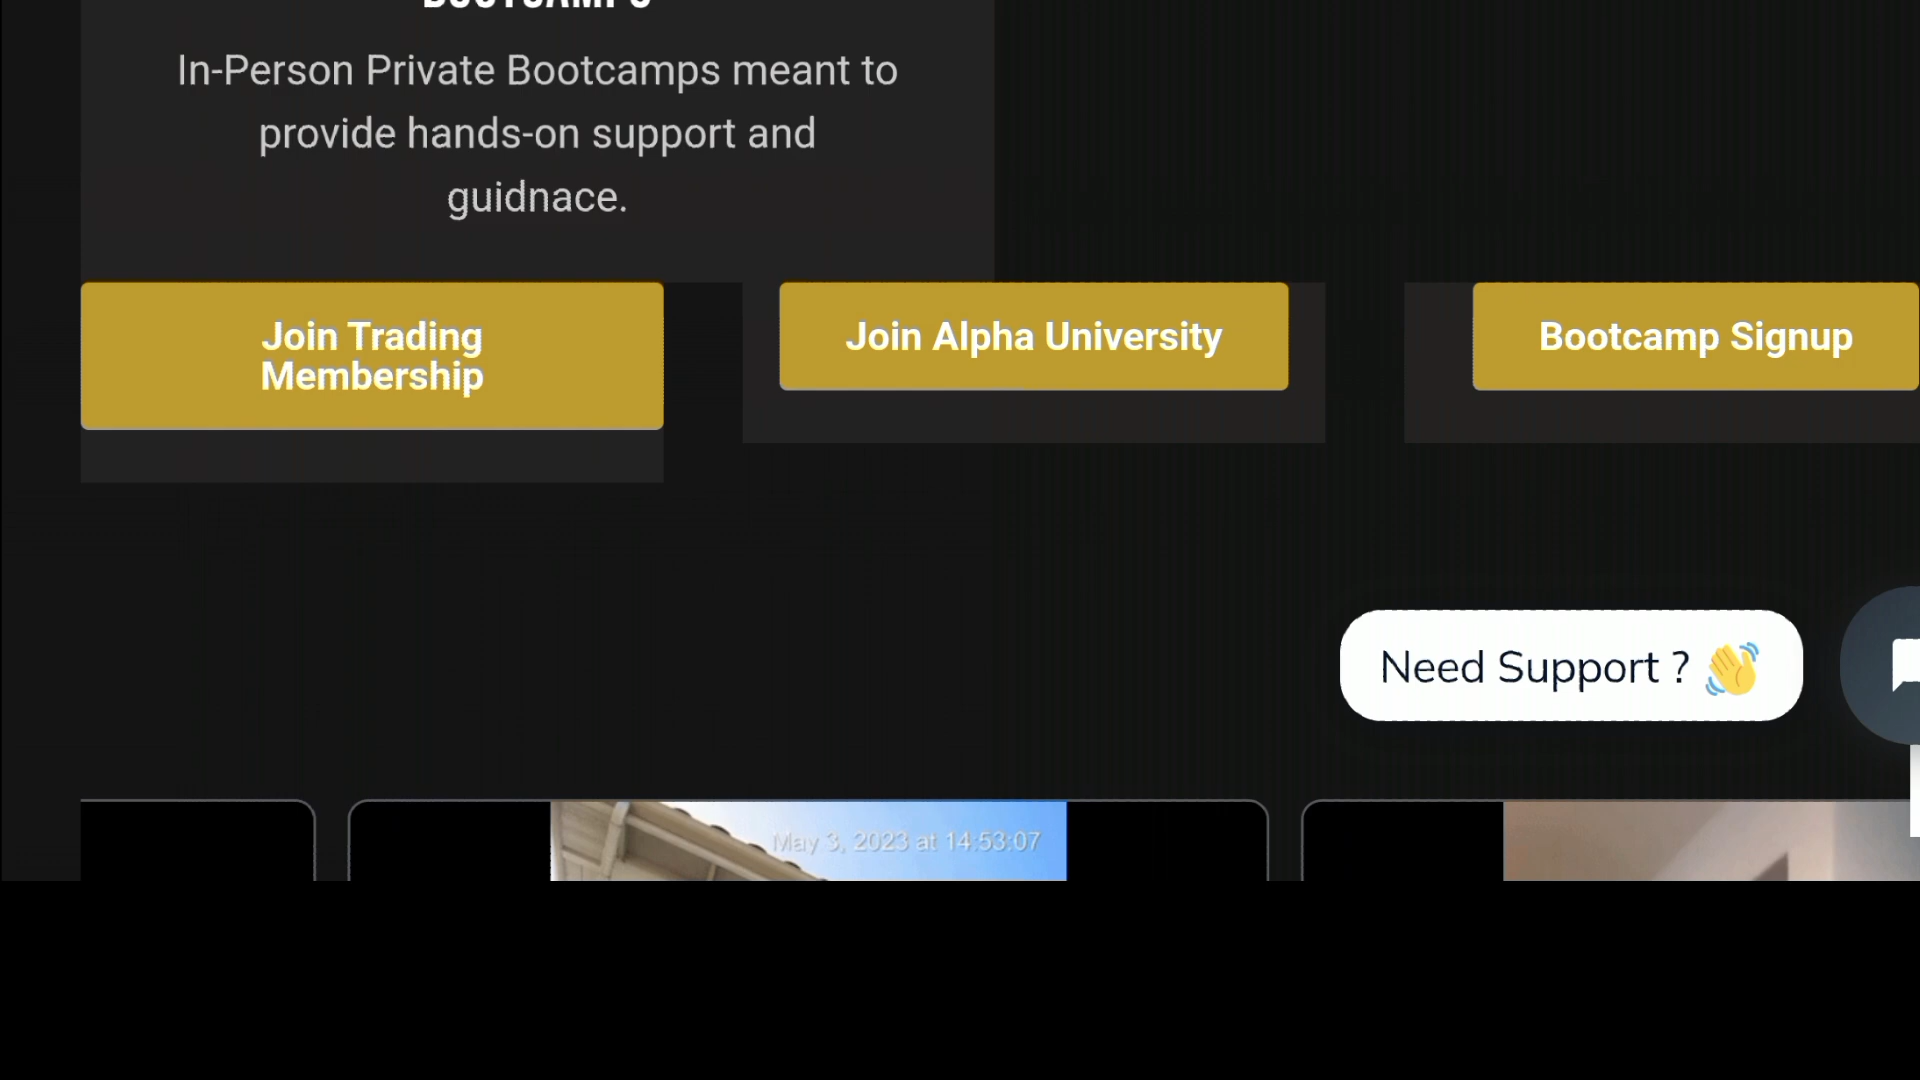 BOOTCAMPS
In-Person Private Bootcamps meant to
provide hands-on support and
guidnace.
Join Trading
Membership
Join Alpha University
Bootcamp Signup
Need Support ? 👋
May 3, 2023 at 14:53:07